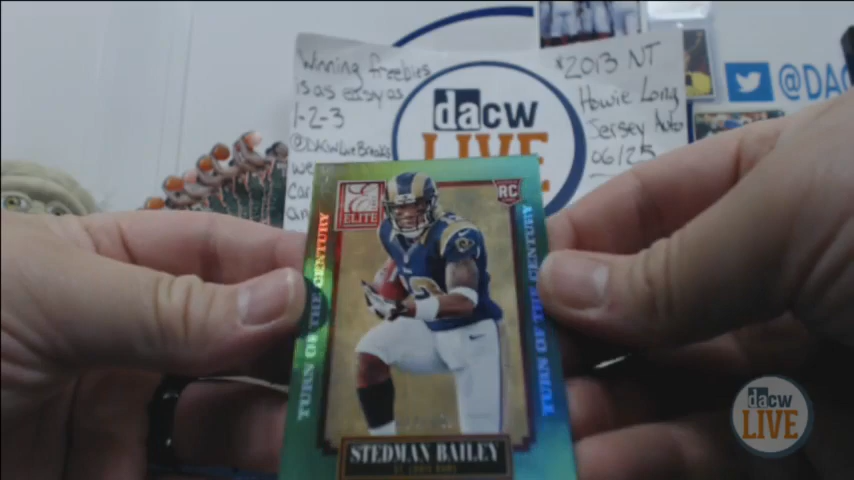 Winning freebies
is as easy as
1-2-3
@DACWLiveBreaks
we
car
an
dacw
LIVE
*2013 NT
Howie Long
Jersey Auto
06/25
@DAC
ELITE
RC
TURN OF THE CENTURY
TURN OF THE CENTURY
STEDMAN BAILEY
ST. LOUIS RAMS
dacw
LIVE